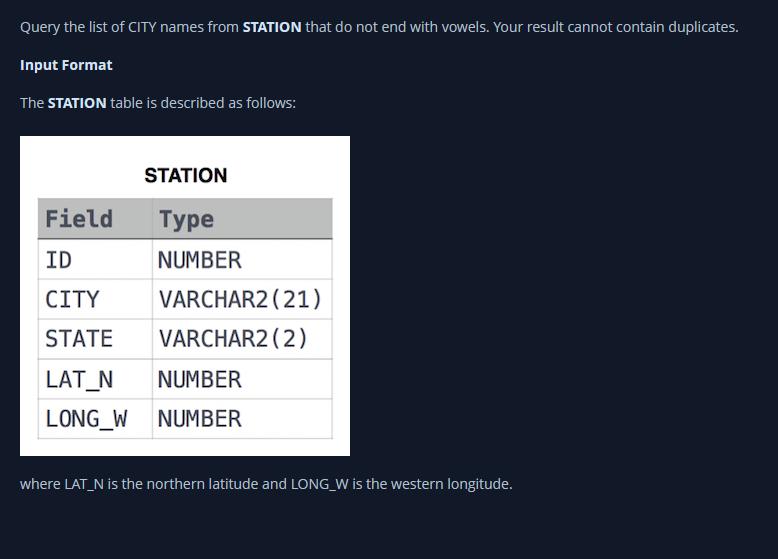 Query the list of CITY names from STATION that do not end with vowels. Your result cannot contain duplicates.
Input Format
The STATION table is described as follows:
STATION
Field Type
ID NUMBER
CITY VARCHAR2(21)
STATE VARCHAR2(2)
LAT_N NUMBER
LONG_W NUMBER
where LAT_N is the northern latitude and LONG_W is the western longitude.